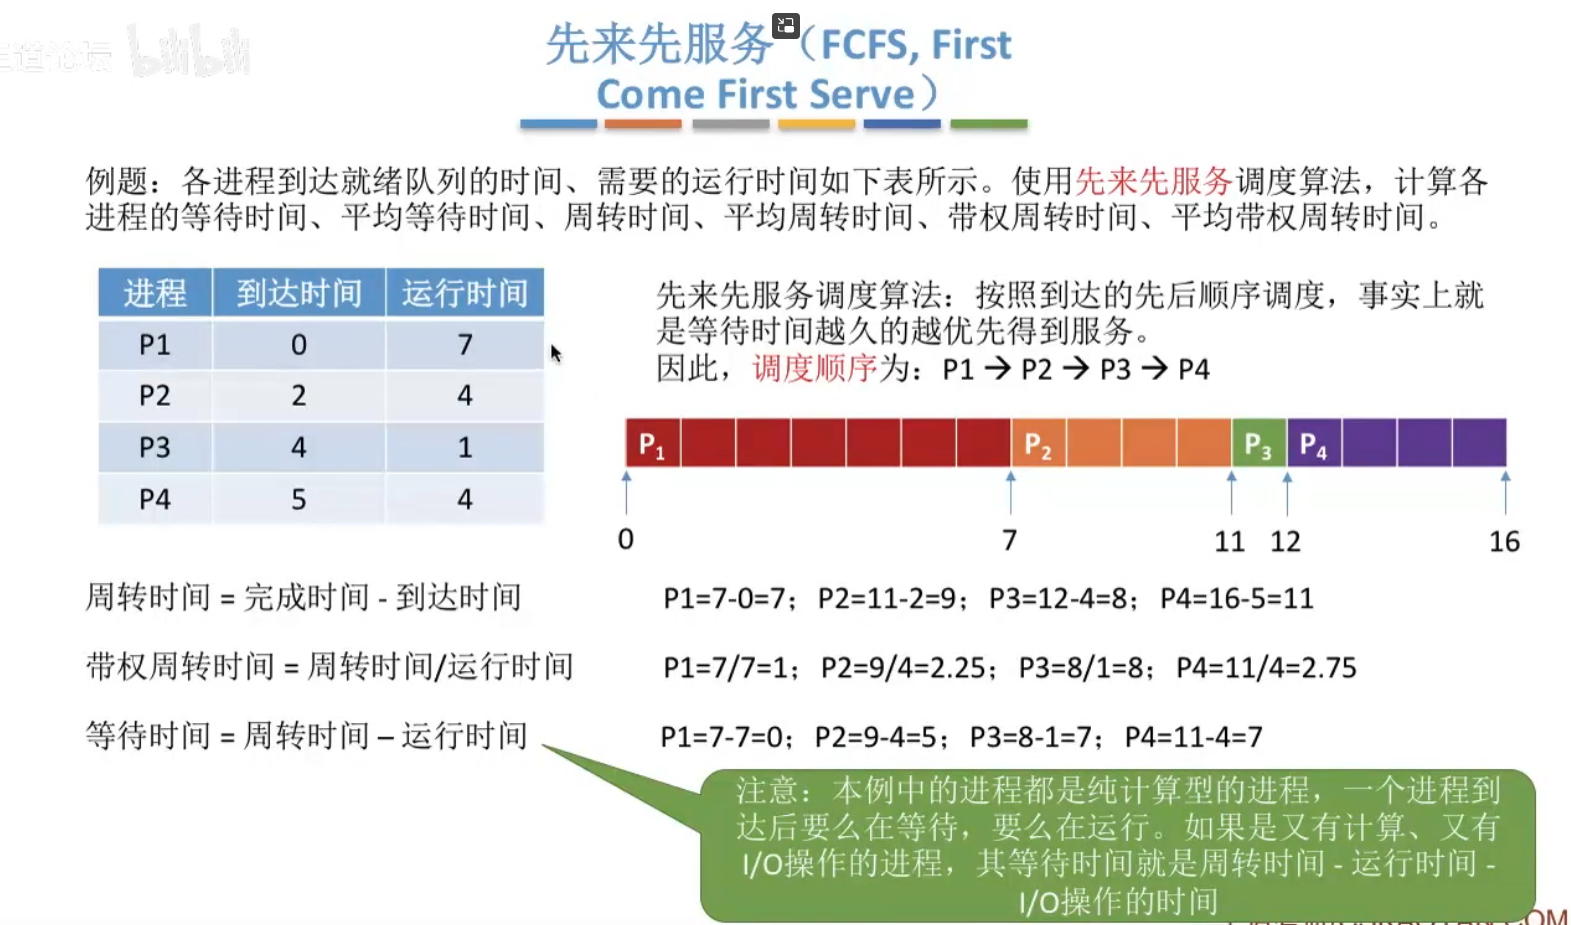 王道论坛 bilibili
先来先服务（FCFS, First
Come First Serve）
例题：各进程到达就绪队列的时间、需要的运行时间如下表所示。使用先来先服务调度算法，计算各
进程的等待时间、平均等待时间、周转时间、平均周转时间、带权周转时间、平均带权周转时间。
进程 到达时间 运行时间
P1 0 7
P2 2 4
P3 4 1
P4 5 4
先来先服务调度算法：按照到达的先后顺序调度，事实上就
是等待时间越久的越优先得到服务。
因此，调度顺序为：P1 → P2 → P3 → P4
P1 P2 P3 P4
0 7 11 12 16
周转时间 = 完成时间 - 到达时间
P1=7-0=7；P2=11-2=9；P3=12-4=8；P4=16-5=11
带权周转时间 = 周转时间/运行时间
P1=7/7=1；P2=9/4=2.25；P3=8/1=8；P4=11/4=2.75
等待时间 = 周转时间 – 运行时间
P1=7-7=0；P2=9-4=5；P3=8-1=7；P4=11-4=7
注意：本例中的进程都是纯计算型的进程，一个进程到
达后要么在等待，要么在运行。如果是又有计算、又有
I/O操作的进程，其等待时间就是周转时间 - 运行时间 -
I/O操作的时间